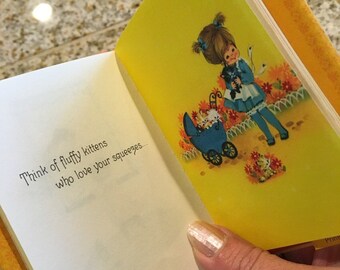 Think of fluffy kittens
who love your squeezes.